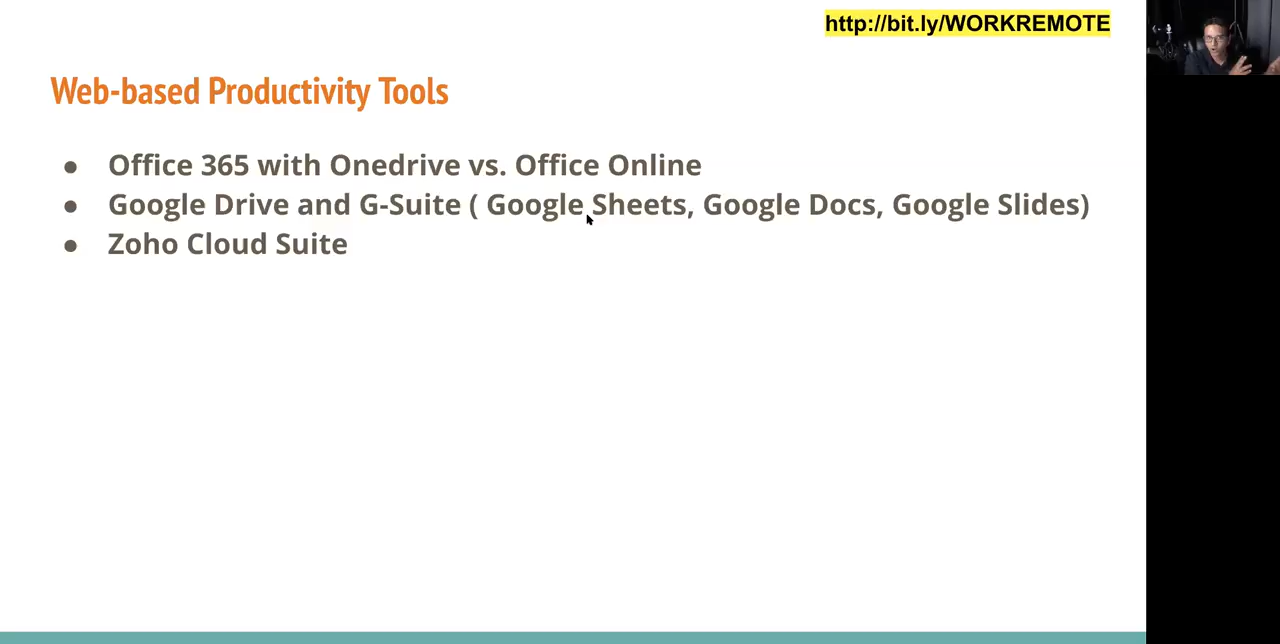 http://bit.ly/WORKREMOTE
Web-based Productivity Tools
● Office 365 with Onedrive vs. Office Online
● Google Drive and G-Suite ( Google Sheets, Google Docs, Google Slides)
● Zoho Cloud Suite